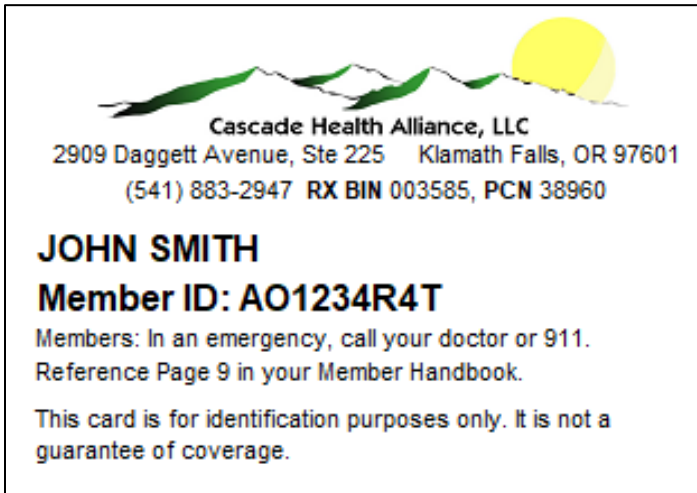 Cascade Health Alliance, LLC
2909 Daggett Avenue, Ste 225 Klamath Falls, OR 97601
(541) 883-2947 RX BIN 003585, PCN 38960
JOHN SMITH
Member ID: AO1234R4T
Members: In an emergency, call your doctor or 911.
Reference Page 9 in your Member Handbook.
This card is for identification purposes only. It is not a
guarantee of coverage.